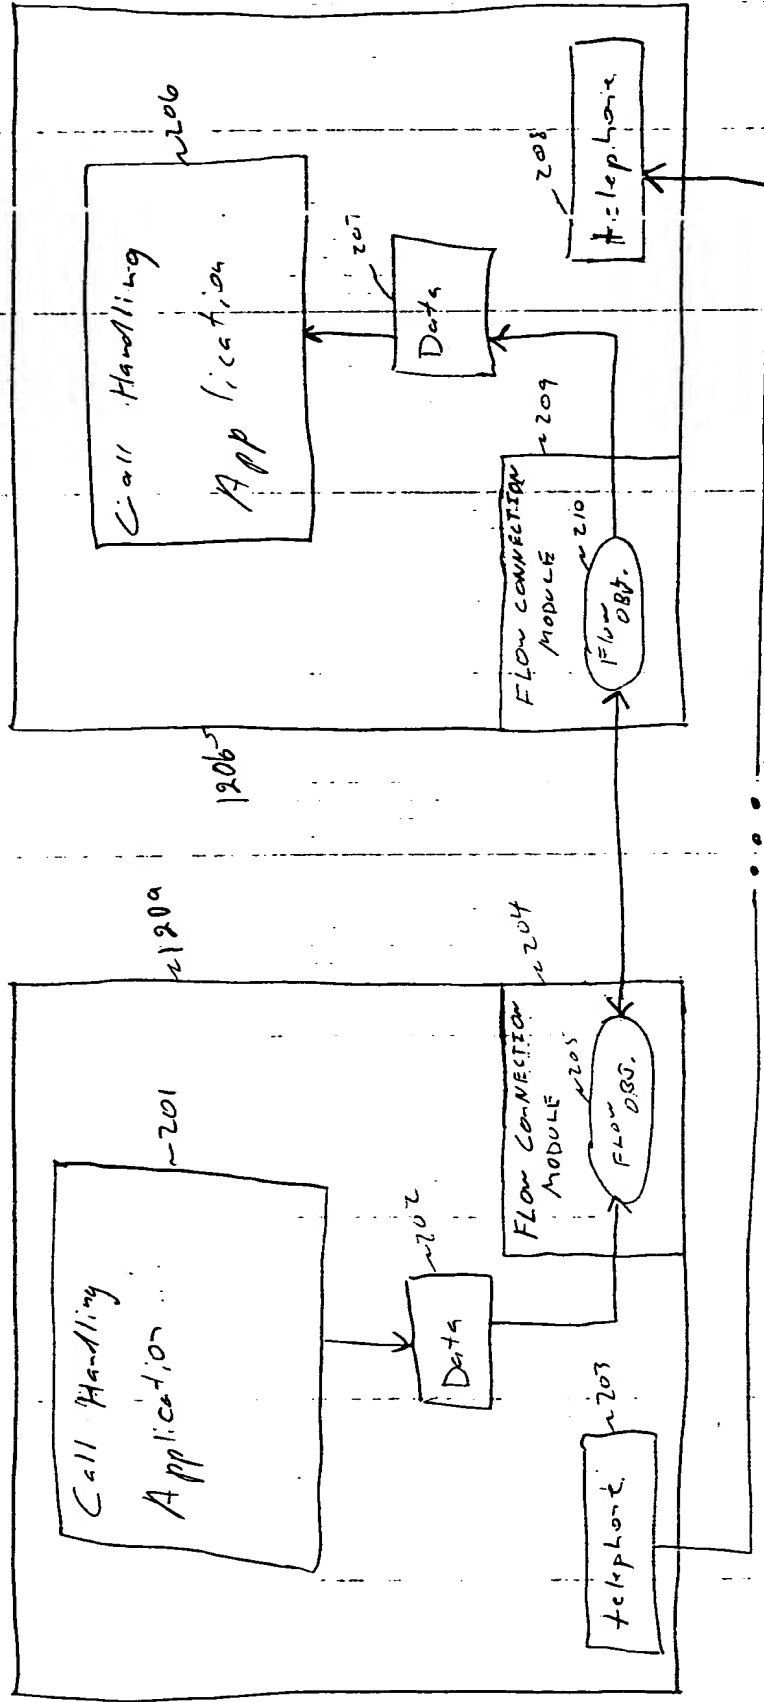 ~120a
Call Handling
Application
~201
Data
~202
telephone
~203
FLOW CONNECTION
MODULE
~204
FLOW
OBJ.
~205
120b
Call Handling
Application
~206
Data
207
telephone
208
FLOW CONNECTION
MODULE
~209
Flow
OBJ.
~210